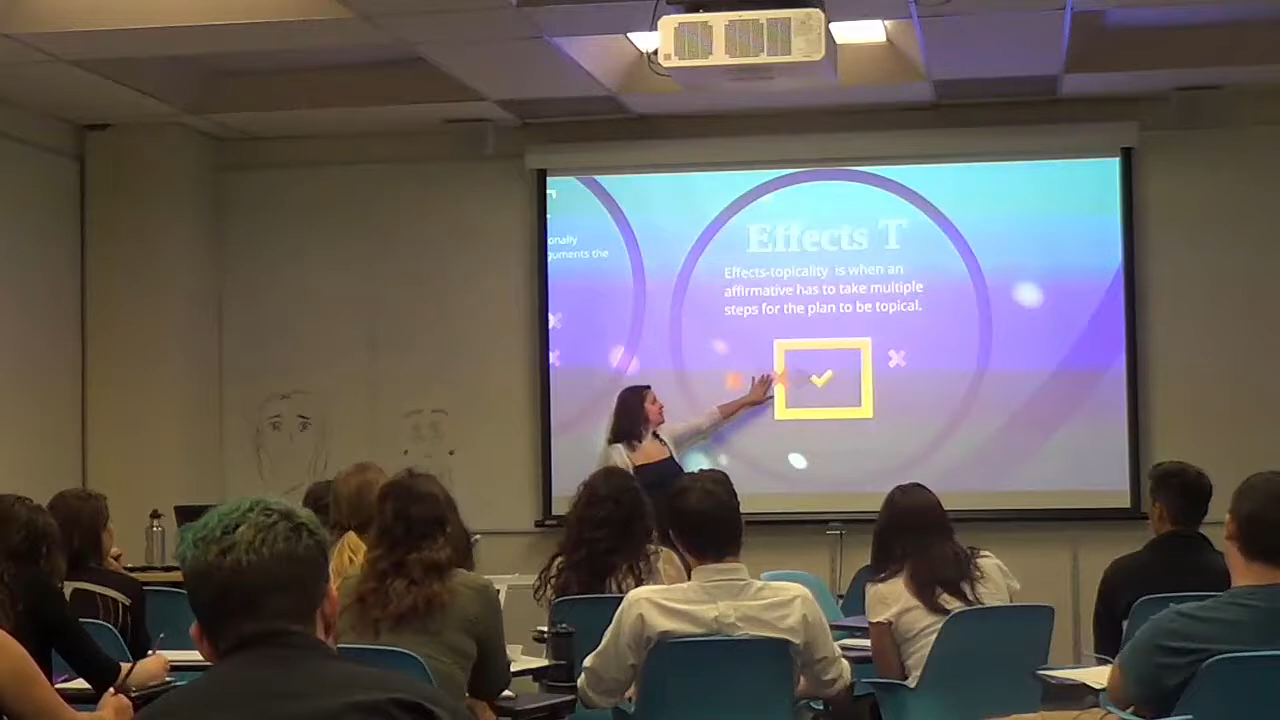 onally
guments the
Effects T
Effects-topicality is when an
affirmative has to take multiple
steps for the plan to be topical.